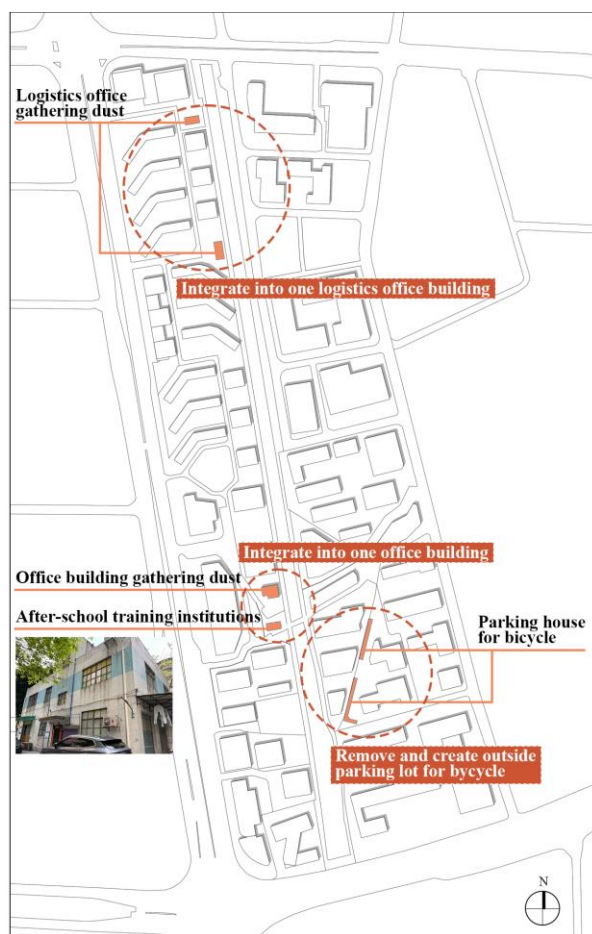 Logistics office
gathering dust
Integrate into one logistics office building
Integrate into one office building
Office building gathering dust
After-school training institutions
Parking house
for bicycle
Remove and create outside
parking lot for bycycle
N